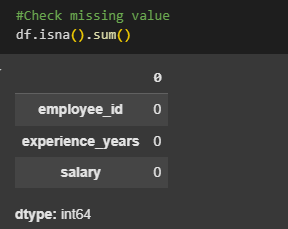 #Check missing value
df.isna().sum()
0
employee_id 0
experience_years 0
salary 0
dtype: int64